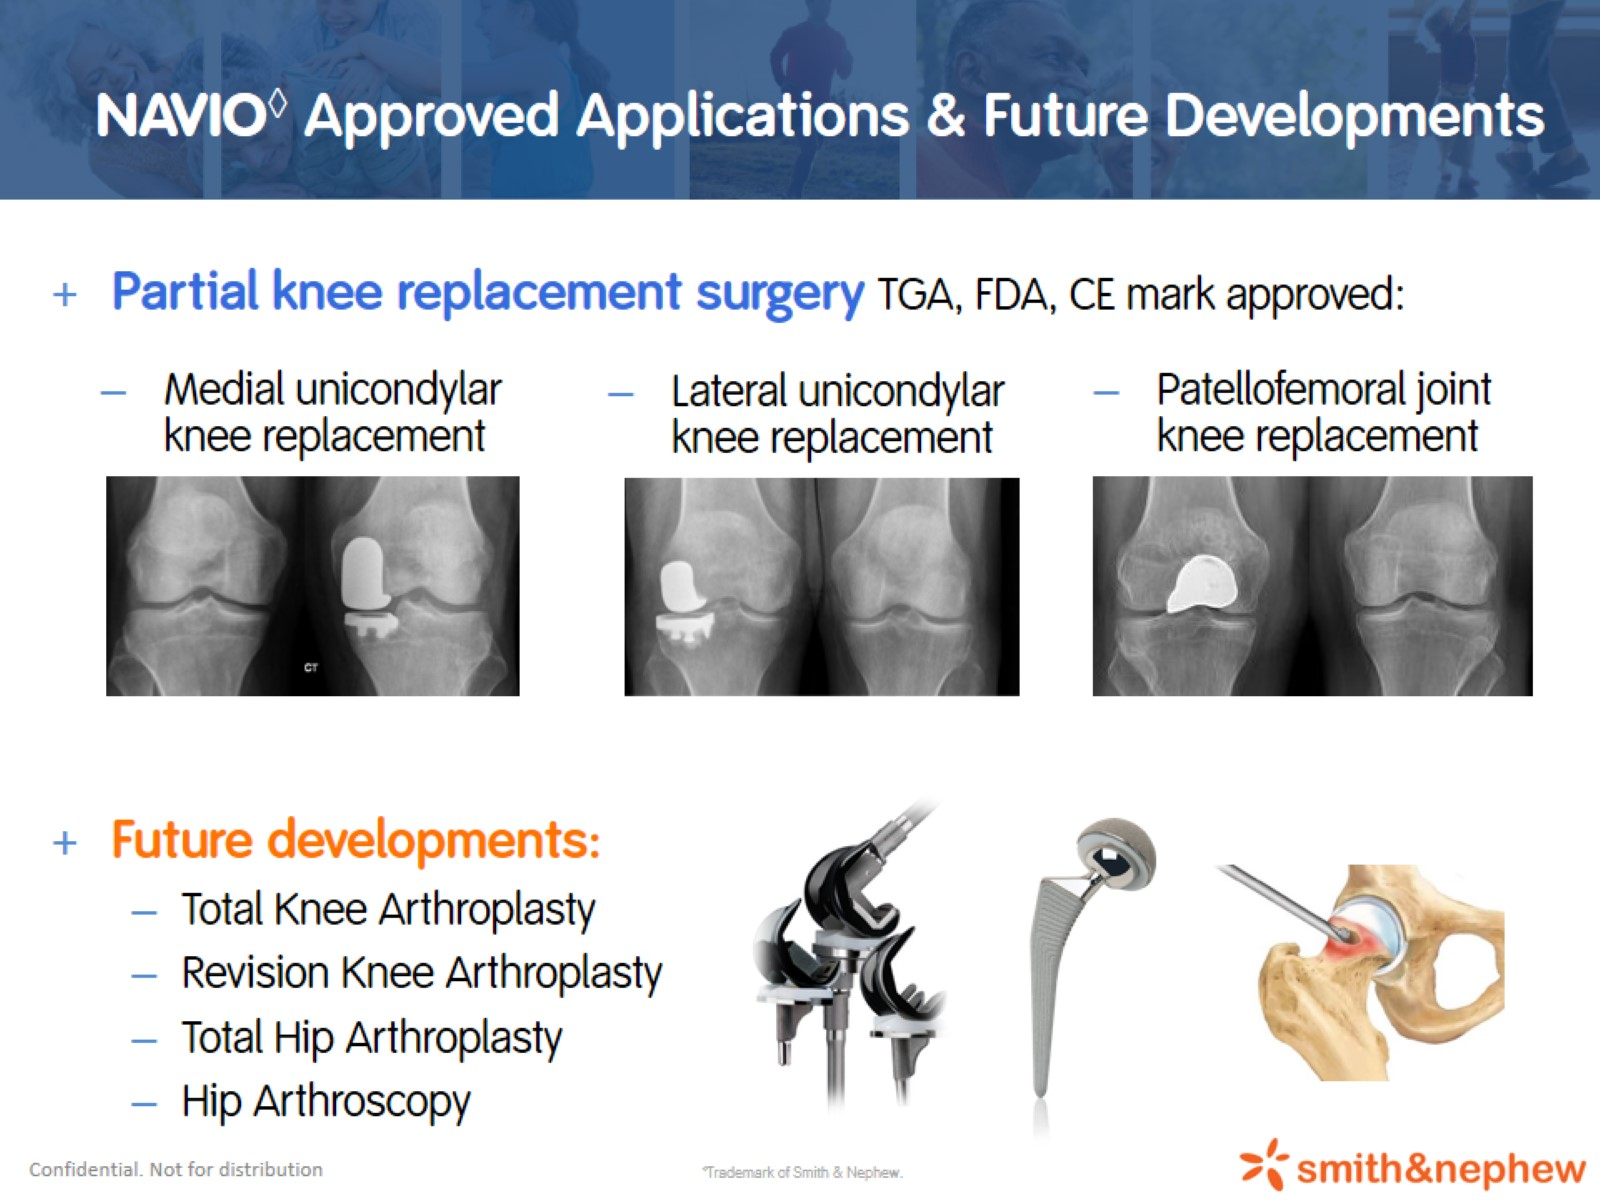 NAVIO◊ Approved Applications & Future Developments
+ Partial knee replacement surgery TGA, FDA, CE mark approved:
– Medial unicondylar
knee replacement
– Lateral unicondylar
knee replacement
– Patellofemoral joint
knee replacement
CT
+ Future developments:
– Total Knee Arthroplasty
– Revision Knee Arthroplasty
– Total Hip Arthroplasty
– Hip Arthroscopy
Confidential. Not for distribution
◊Trademark of Smith & Nephew.
smith&nephew